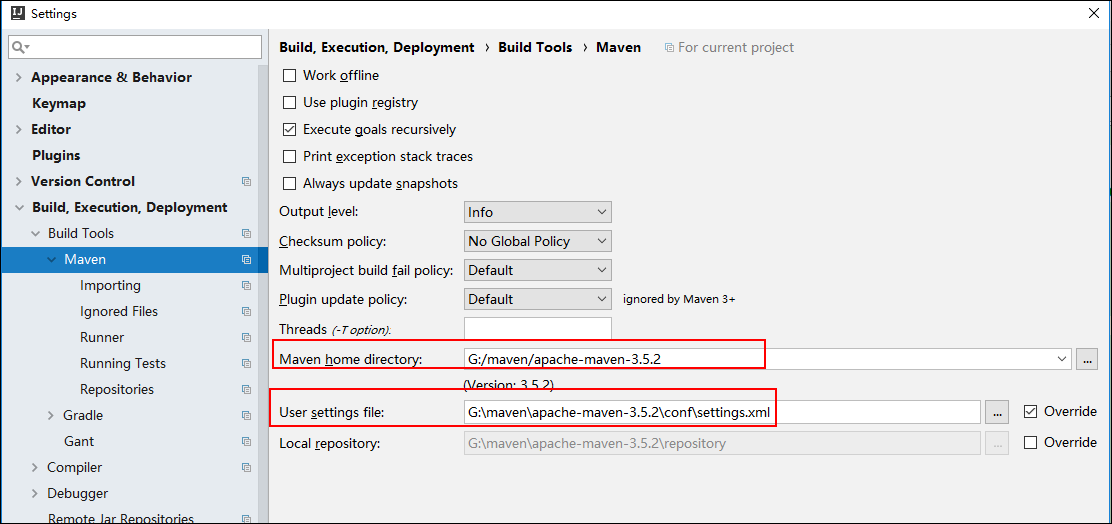 IJ Settings
Build, Execution, Deployment › Build Tools › Maven For current project
Appearance & Behavior
Keymap
Editor
Plugins
Version Control
Build, Execution, Deployment
Build Tools
Maven
Importing
Ignored Files
Runner
Running Tests
Repositories
Gradle
Gant
Compiler
Debugger
Remote Jar Repositories
Work offline
Use plugin registry
Execute goals recursively
Print exception stack traces
Always update snapshots
Output level: Info
Checksum policy: No Global Policy
Multiproject build fail policy: Default
Plugin update policy: Default ignored by Maven 3+
Threads (-T option):
Maven home directory: G:/maven/apache-maven-3.5.2 ...
(Version: 3.5.2)
User settings file: G:\maven\apache-maven-3.5.2\conf\settings.xml ... Override
Local repository: G:\maven\apache-maven-3.5.2\repository ... Override